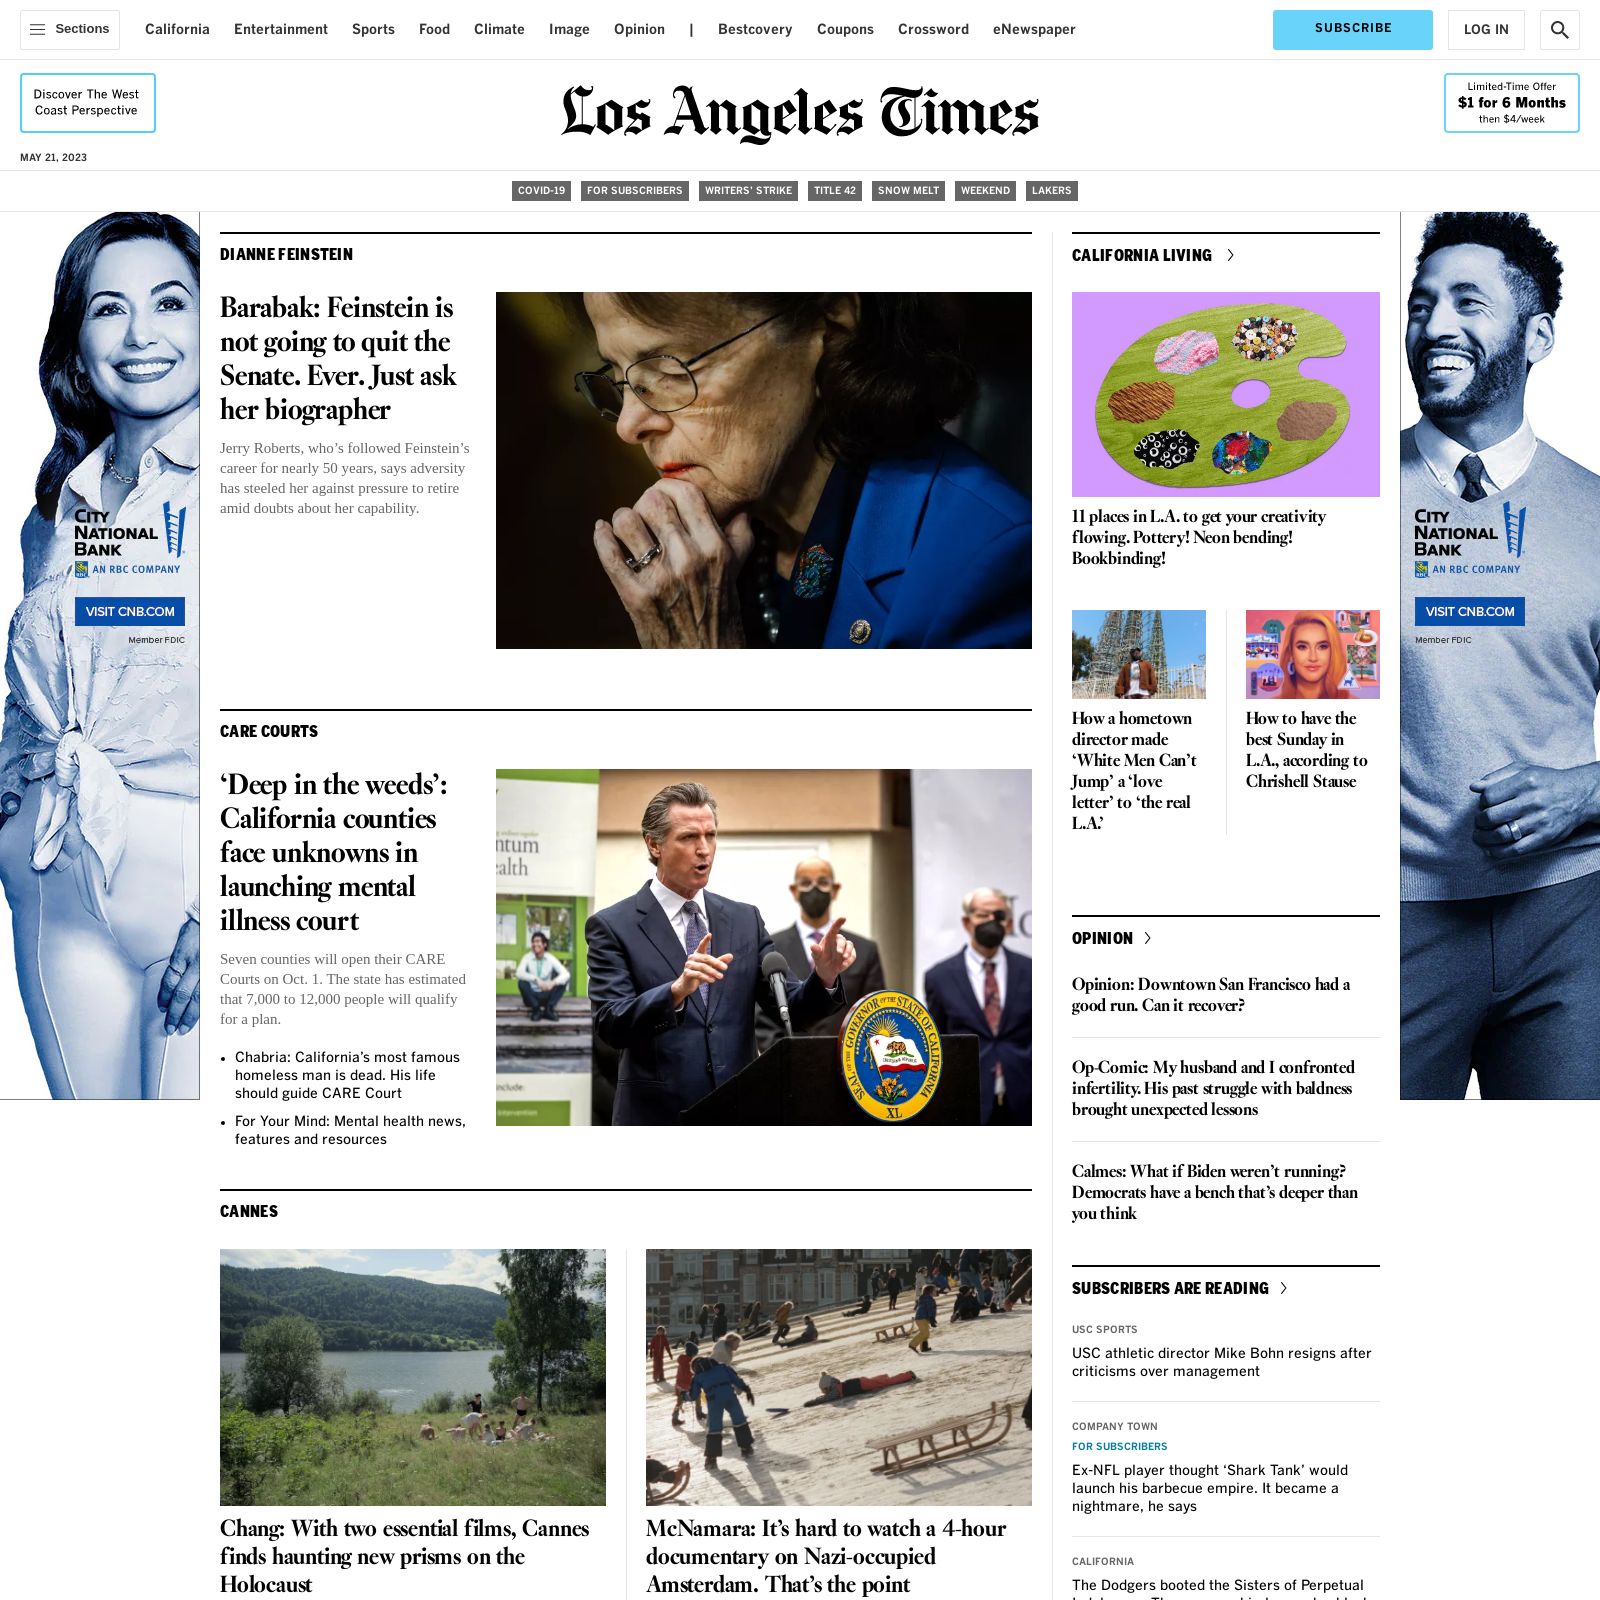 Sections
California
Entertainment
Sports
Food
Climate
Image
Opinion
|
Bestcovery
Coupons
Crossword
eNewspaper
SUBSCRIBE
LOG IN
Discover The West
Coast Perspective
Los Angeles Times
Limited-Time Offer
$1 for 6 Months
then $4/week
MAY 21, 2023
COVID-19
FOR SUBSCRIBERS
WRITERS' STRIKE
TITLE 42
SNOW MELT
WEEKEND
LAKERS
CITY
NATIONAL
BANK
RBC
AN RBC COMPANY
VISIT CNB.COM
Member FDIC
DIANNE FEINSTEIN
Barabak: Feinstein is
not going to quit the
Senate. Ever. Just ask
her biographer
Jerry Roberts, who’s followed Feinstein’s
career for nearly 50 years, says adversity
has steeled her against pressure to retire
amid doubts about her capability.
CARE COURTS
‘Deep in the weeds’:
California counties
face unknowns in
launching mental
illness court
Seven counties will open their CARE
Courts on Oct. 1. The state has estimated
that 7,000 to 12,000 people will qualify
for a plan.
• Chabria: California’s most famous
homeless man is dead. His life
should guide CARE Court
• For Your Mind: Mental health news,
features and resources
ntum
ealth
include:
SEAL OF THE GOVERNOR OF THE STATE OF CALIFORNIA
XL
CANNES
Chang: With two essential films, Cannes
finds haunting new prisms on the
Holocaust
McNamara: It’s hard to watch a 4-hour
documentary on Nazi-occupied
Amsterdam. That’s the point
CALIFORNIA LIVING
11 places in L.A. to get your creativity
flowing. Pottery! Neon bending!
Bookbinding!
How a hometown
director made
‘White Men Can’t
Jump’ a ‘love
letter’ to ‘the real
L.A.’
How to have the
best Sunday in
L.A., according to
Chrishell Stause
OPINION
Opinion: Downtown San Francisco had a
good run. Can it recover?
Op-Comic: My husband and I confronted
infertility. His past struggle with baldness
brought unexpected lessons
Calmes: What if Biden weren’t running?
Democrats have a bench that’s deeper than
you think
SUBSCRIBERS ARE READING
USC SPORTS
USC athletic director Mike Bohn resigns after
criticisms over management
COMPANY TOWN
FOR SUBSCRIBERS
Ex-NFL player thought ‘Shark Tank’ would
launch his barbecue empire. It became a
nightmare, he says
CALIFORNIA
The Dodgers booted the Sisters of Perpetual
CITY
NATIONAL
BANK
RBC
AN RBC COMPANY
VISIT CNB.COM
Member FDIC